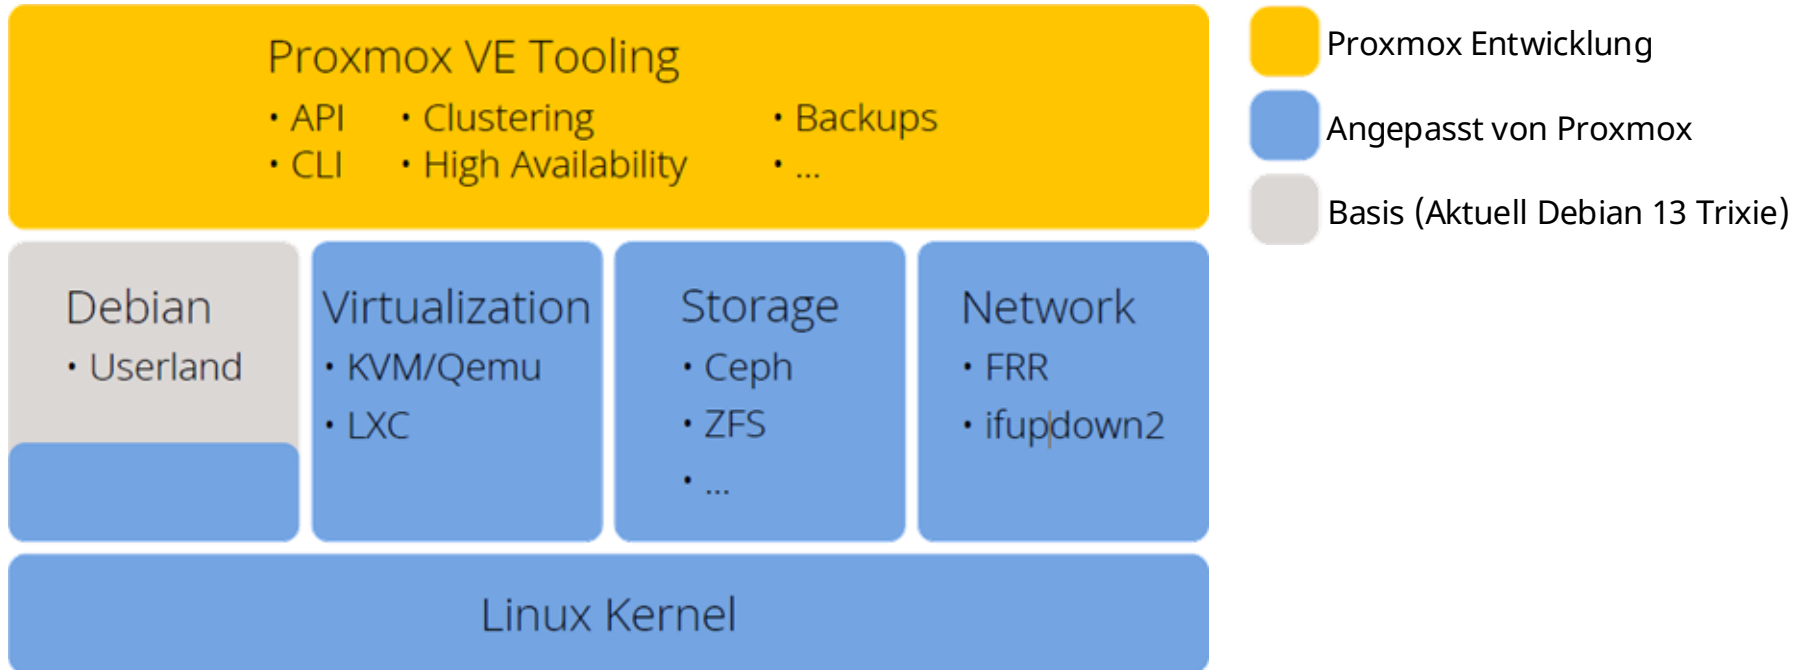 Proxmox VE Tooling
• API • Clustering • Backups
• CLI • High Availability • ...
Proxmox Entwicklung
Angepasst von Proxmox
Basis (Aktuell Debian 13 Trixie)
Debian
• Userland
Virtualization
• KVM/Qemu
• LXC
Storage
• Ceph
• ZFS
• ...
Network
• FRR
• ifupdown2
Linux Kernel